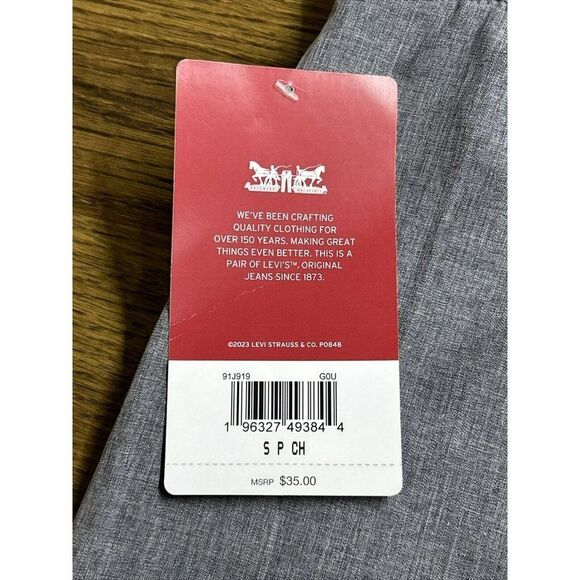 WE'VE BEEN CRAFTING
QUALITY CLOTHING FOR
OVER 150 YEARS. MAKING GREAT
THINGS EVEN BETTER. THIS IS A
PAIR OF LEVI'S™. ORIGINAL
JEANS SINCE 1873.
©2023 LEVI STRAUSS & CO. P0848
91J919 G0U
1 96327 49384 4
S P CH
MSRP $35.00